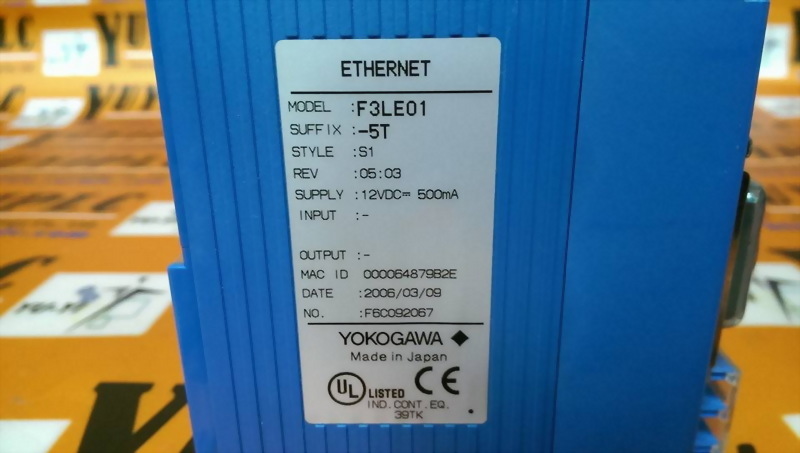 ETHERNET
MODEL :F3LE01
SUFFIX :-5T
STYLE :S1
REV :05:03
SUPPLY :12VDC⎓ 500mA
INPUT :-
OUTPUT :-
MAC ID 000064879B2E
DATE :2006/03/09
NO. :F6C092067
YOKOGAWA
Made in Japan
UL LISTED CE
IND. CONT. EQ.
39TK